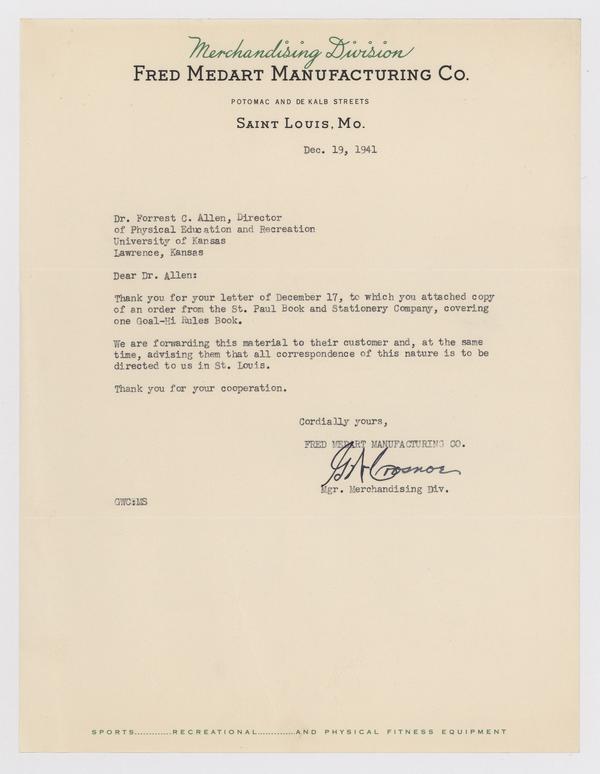 Merchandising Division
FRED MEDART MANUFACTURING CO.
POTOMAC AND DE KALB STREETS
SAINT LOUIS, MO.
Dec. 19, 1941
Dr. Forrest C. Allen, Director
of Physical Education and Recreation
University of Kansas
Lawrence, Kansas
Dear Dr. Allen:
Thank you for your letter of December 17, to which you attached copy
of an order from the St. Paul Book and Stationery Company, covering
one Goal-Hi Rules Book.
We are forwarding this material to their customer and, at the same
time, advising them that all correspondence of this nature is to be
directed to us in St. Louis.
Thank you for your cooperation.
Cordially yours,
FRED MEDART MANUFACTURING CO.
GW Crosnoe
Mgr. Merchandising Div.
GWC:MS
SPORTS............RECREATIONAL............AND PHYSICAL FITNESS EQUIPMENT